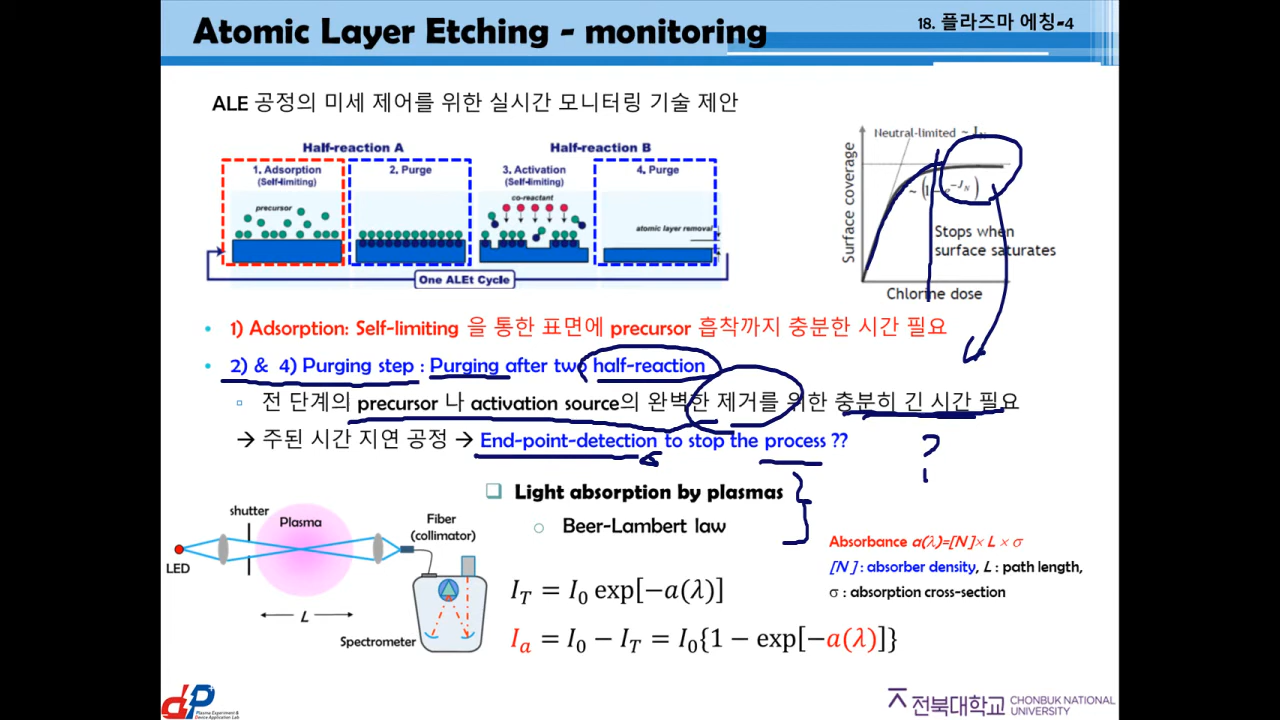 Atomic Layer Etching - monitoring
18. 플라즈마 에칭-4
ALE 공정의 미세 제어를 위한 실시간 모니터링 기술 제안
Half-reaction A
Half-reaction B
1. Adsorption
(Self-limiting)
precursor
2. Purge
3. Activation
(Self-limiting)
co-reactant
4. Purge
atomic layer removal
One ALEt Cycle
Neutral-limited ~ J_N
Surface coverage
~ (1 - e^{-J_N})
Stops when
surface saturates
Chlorine dose
• 1) Adsorption: Self-limiting 을 통한 표면에 precursor 흡착까지 충분한 시간 필요
• 2) & 4) Purging step : Purging after two half-reaction
▫ 전 단계의 precursor 나 activation source의 완벽한 제거를 위한 충분히 긴 시간 필요
→ 주된 시간 지연 공정 → End-point-detection to stop the process ??
?
❑ Light absorption by plasmas
○ Beer-Lambert law
LED
shutter
Plasma
Fiber
(collimator)
L
Spectrometer
I_T = I_0 exp[−a(λ)]
I_a = I_0 − I_T = I_0{1 − exp[−a(λ)]}
Absorbance a(λ)=[N]× L × σ
[N] : absorber density, L : path length,
σ : absorption cross-section
dP
Plasma Experiment &
Device Application Lab
전북대학교 CHONBUK NATIONAL
UNIVERSITY